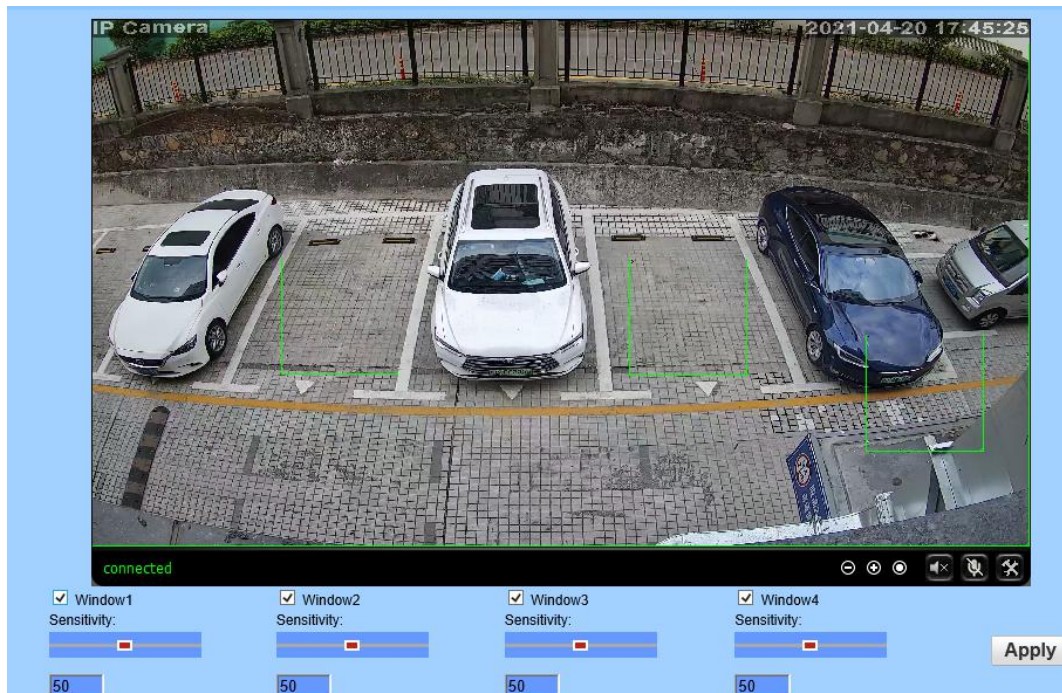 IP Camera 2021-04-20 17:45:25
connected
Window1 Window2 Window3 Window4
Sensitivity: Sensitivity: Sensitivity: Sensitivity:
Apply
50 50 50 50